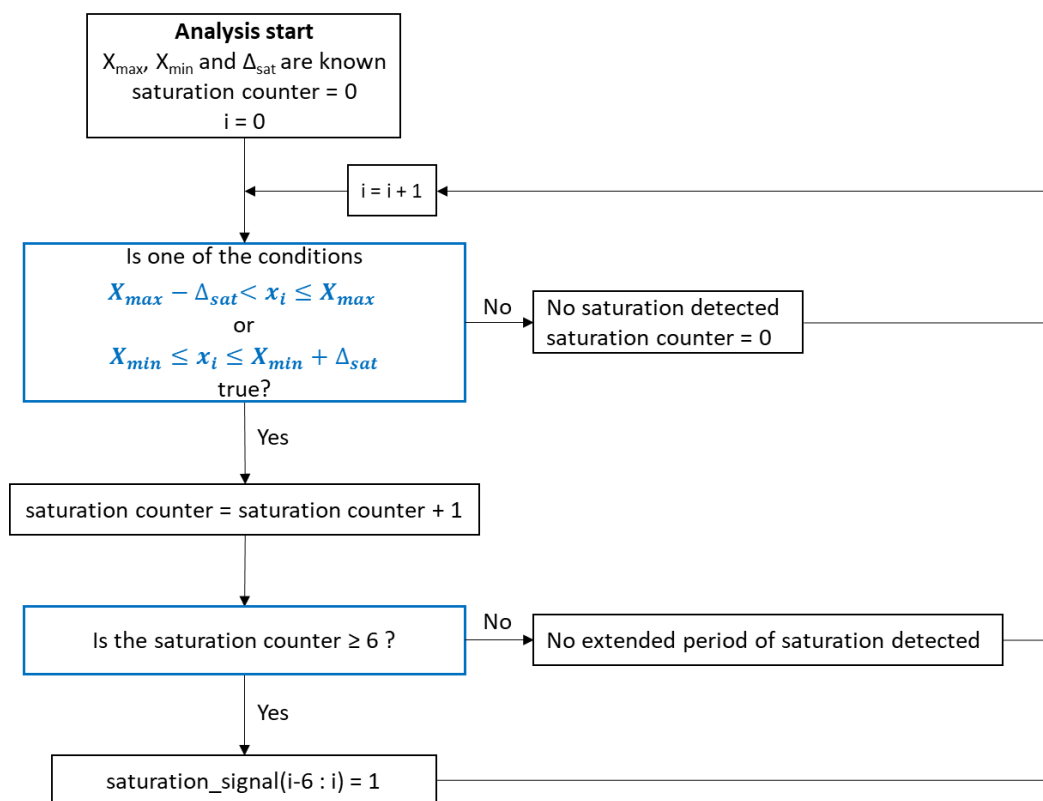 Analysis start
Xmax, Xmin and Δsat are known
saturation counter = 0
i = 0
i = i + 1
Is one of the conditions
Xmax − Δsat < xi ≤ Xmax
or
Xmin ≤ xi ≤ Xmin + Δsat
true?
No
No saturation detected
saturation counter = 0
Yes
saturation counter = saturation counter + 1
Is the saturation counter ≥ 6 ?
No
No extended period of saturation detected
Yes
saturation_signal(i-6 : i) = 1